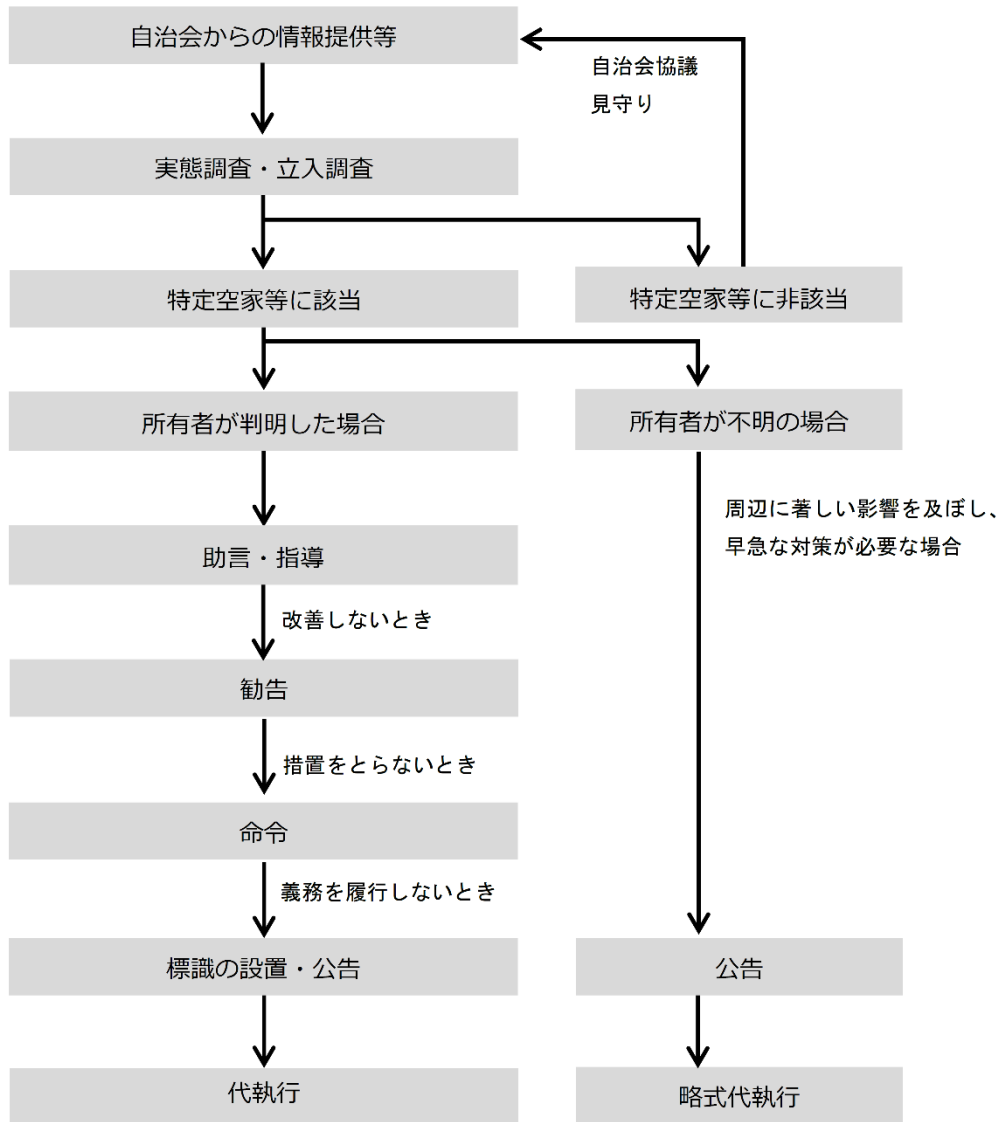 自治会からの情報提供等
自治会協議
見守り
実態調査・立入調査
特定空家等に該当
特定空家等に非該当
所有者が判明した場合
所有者が不明の場合
周辺に著しい影響を及ぼし、
早急な対策が必要な場合
助言・指導
改善しないとき
勧告
措置をとらないとき
命令
義務を履行しないとき
標識の設置・公告
公告
代執行
略式代執行